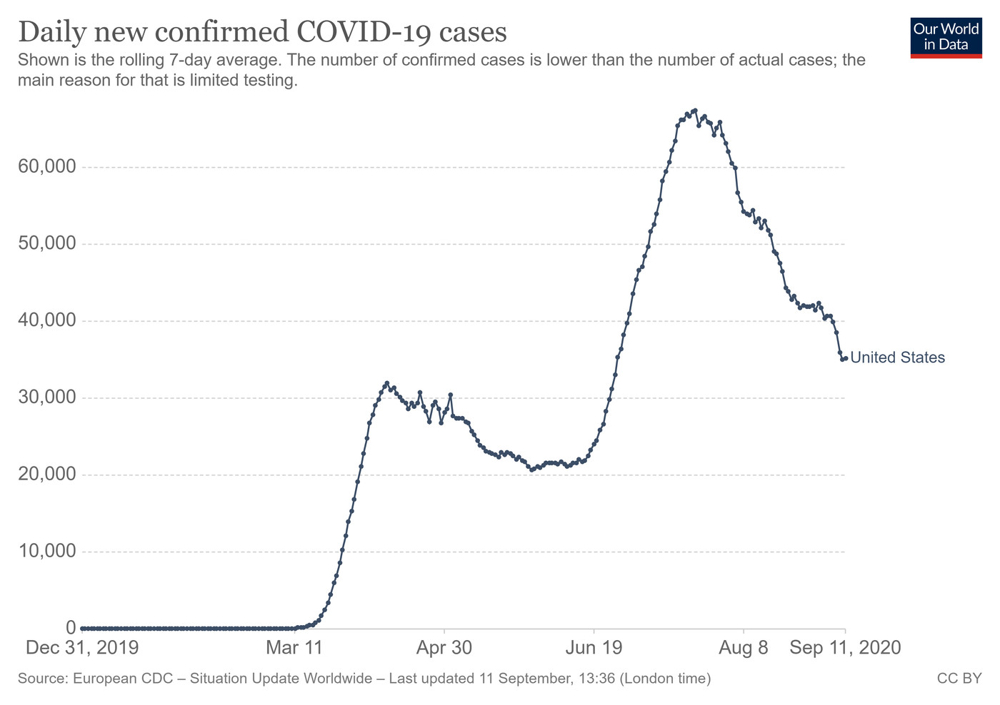 Daily new confirmed COVID-19 cases
Our World
in Data
Shown is the rolling 7-day average. The number of confirmed cases is lower than the number of actual cases; the
main reason for that is limited testing.
60,000
50,000
40,000
United States
30,000
20,000
10,000
0
Dec 31, 2019 Mar 11 Apr 30 Jun 19 Aug 8 Sep 11, 2020
Source: European CDC – Situation Update Worldwide – Last updated 11 September, 13:36 (London time) CC BY